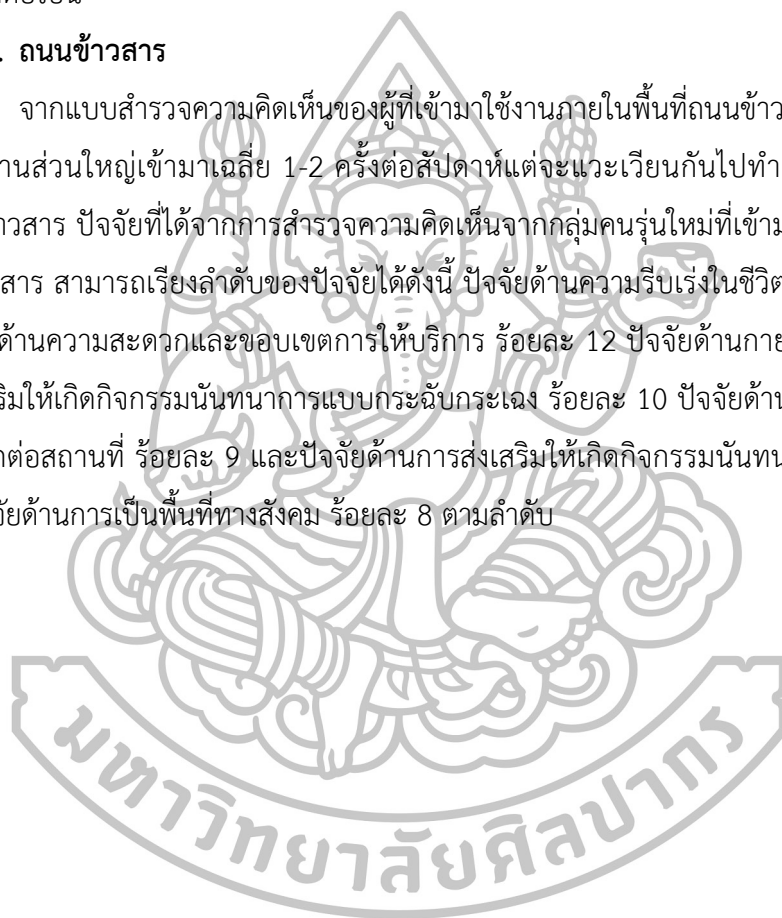 . ถนนข้าวสาร
จากแบบสำรวจความคิดเห็นของผู้ที่เข้ามาใช้งานภายในพื้นที่ถนนข้าว
านส่วนใหญ่เข้ามาเฉลี่ย 1-2 ครั้งต่อสัปดาห์แต่จะแวะเวียนกันไปทำ
าวสาร ปัจจัยที่ได้จากการสำรวจความคิดเห็นจากกลุ่มคนรุ่นใหม่ที่เข้าม
สาร สามารถเรียงลำดับของปัจจัยได้ดังนี้ ปัจจัยด้านความรีบเร่งในชีวิต
ด้านความสะดวกและขอบเขตการให้บริการ ร้อยละ 12 ปัจจัยด้านกาย
ริมให้เกิดกิจกรรมนันทนาการแบบกระฉับกระเฉง ร้อยละ 10 ปัจจัยด้าน
กต่อสถานที่ ร้อยละ 9 และปัจจัยด้านการส่งเสริมให้เกิดกิจกรรมนันทน
จัยด้านการเป็นพื้นที่ทางสังคม ร้อยละ 8 ตามลำดับ
มหาวิทยาลัยศิลปากร